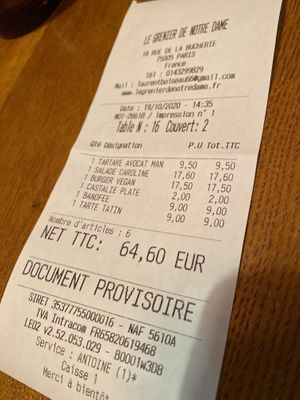 LE GRENIER DE NOTRE DAME
18 RUE DE LA BUCHERIE
75005 PARIS
France
Tel : 0143299829
Mail : laurentboiseau66@gmail.com
www.legrenierdenotredame.fr
Date : 19/10/2020 - 14:35
MOT-26618 / Impression n° 1
Table N : 16 Couvert: 2
Qté Désignation P.U Tot.TTC
1 TARTARE AVOCAT MAN 9,50 9,50
1 SALADE CAROLINE 17,60 17,60
1 BURGER VEGAN 17,50 17,50
1 CASTALIE PLATE 2,00 2,00
1 BANOFEE 9,00 9,00
1 TARTE TATIN 9,00 9,00
Nombre d'articles : 6
NET TTC: 64,60 EUR
DOCUMENT PROVISOIRE
SIRET 35377755000016 - NAF 5610A
TVA Intracom FR65820619468
LEO2 v2.52.053.029 - B0001W3D8
Service : ANTOINE (1)*
Caisse 1
Merci à bientôt